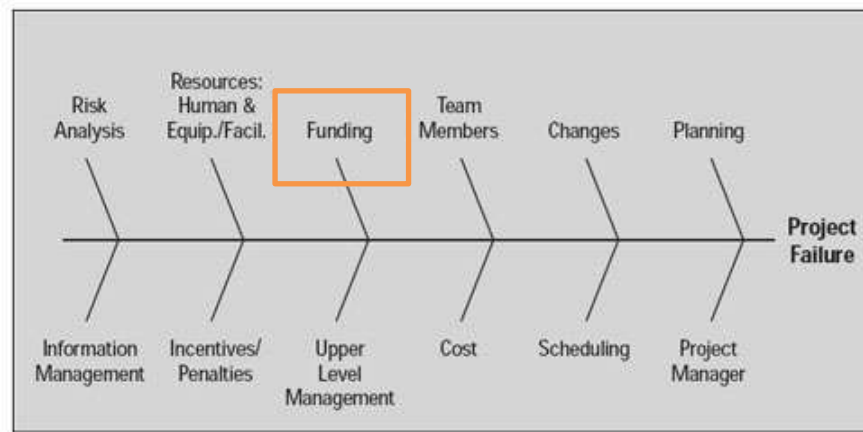 Risk
Analysis
Resources:
Human &
Equip./Facil.
Funding
Team
Members
Changes
Planning
Project
Failure
Information
Management
Incentives/
Penalties
Upper
Level
Management
Cost
Scheduling
Project
Manager